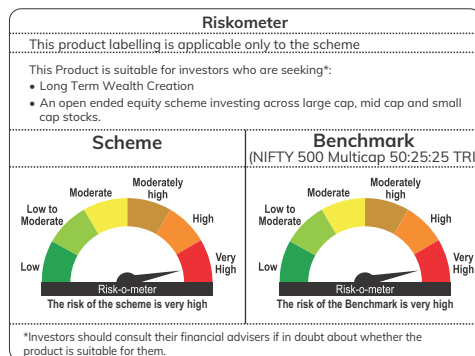 Riskometer
This product labelling is applicable only to the scheme
This Product is suitable for investors who are seeking*:
• Long Term Wealth Creation
• An open ended equity scheme investing across large cap, mid cap and small
cap stocks.
Scheme
Low
Low to
Moderate
Moderate
Moderately
high
High
Very
High
Risk-o-meter
The risk of the scheme is very high
Benchmark
(NIFTY 500 Multicap 50:25:25 TRI
Low
Low to
Moderate
Moderate
Moderately
high
High
Very
High
Risk-o-meter
The risk of the Benchmark is very high
*Investors should consult their financial advisers if in doubt about whether the
product is suitable for them.